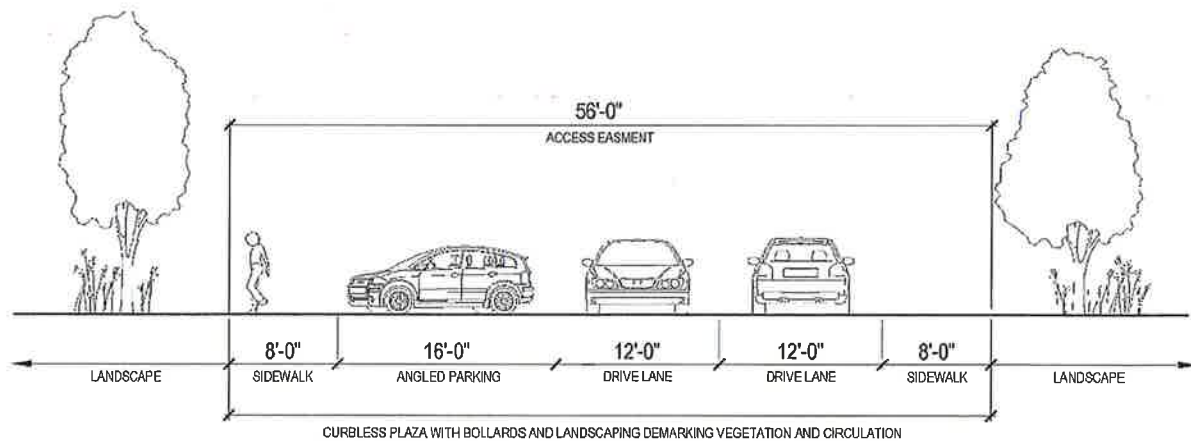 56'-0"
ACCESS EASMENT
8'-0" 16'-0" 12'-0" 12'-0" 8'-0"
LANDSCAPE SIDEWALK ANGLED PARKING DRIVE LANE DRIVE LANE SIDEWALK LANDSCAPE
CURBLESS PLAZA WITH BOLLARDS AND LANDSCAPING DEMARKING VEGETATION AND CIRCULATION